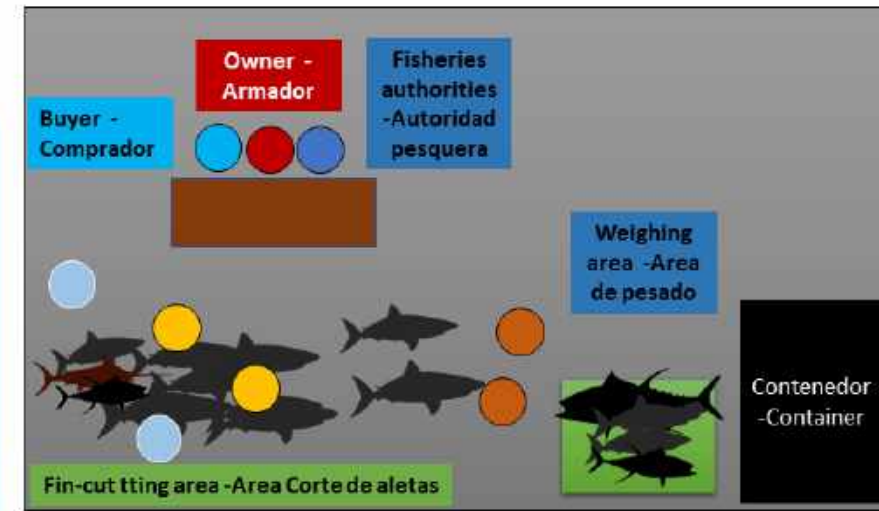 Owner -
Armador
Fisheries
authorities
-Autoridad
pesquera
Buyer -
Comprador
Weighing
area -Area
de pesado
Contenedor
-Container
Fin-cut tting area -Area Corte de aletas